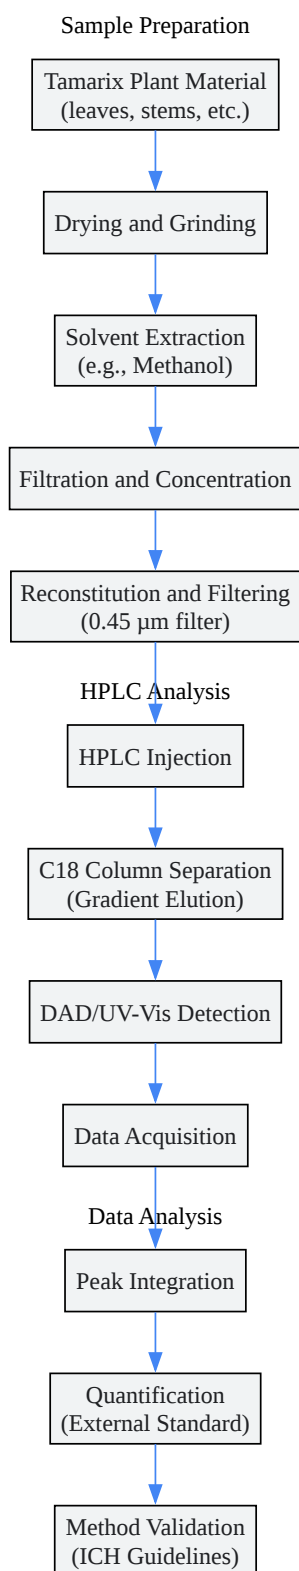 Sample Preparation
Tamarix Plant Material
(leaves, stems, etc.)
Drying and Grinding
Solvent Extraction
(e.g., Methanol)
Filtration and Concentration
Reconstitution and Filtering
(0.45 µm filter)
HPLC Analysis
HPLC Injection
C18 Column Separation
(Gradient Elution)
DAD/UV-Vis Detection
Data Acquisition
Data Analysis
Peak Integration
Quantification
(External Standard)
Method Validation
(ICH Guidelines)